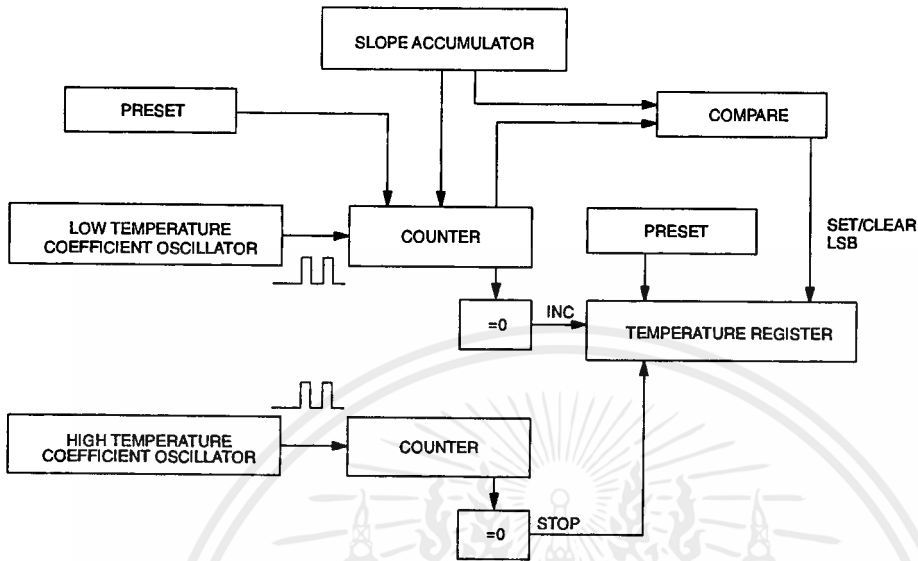 SLOPE ACCUMULATOR
PRESET
COMPARE
LOW TEMPERATURE
COEFFICIENT OSCILLATOR
COUNTER
PRESET
SET/CLEAR
LSB
=0
INC
TEMPERATURE REGISTER
HIGH TEMPERATURE
COEFFICIENT OSCILLATOR
COUNTER
=0
STOP